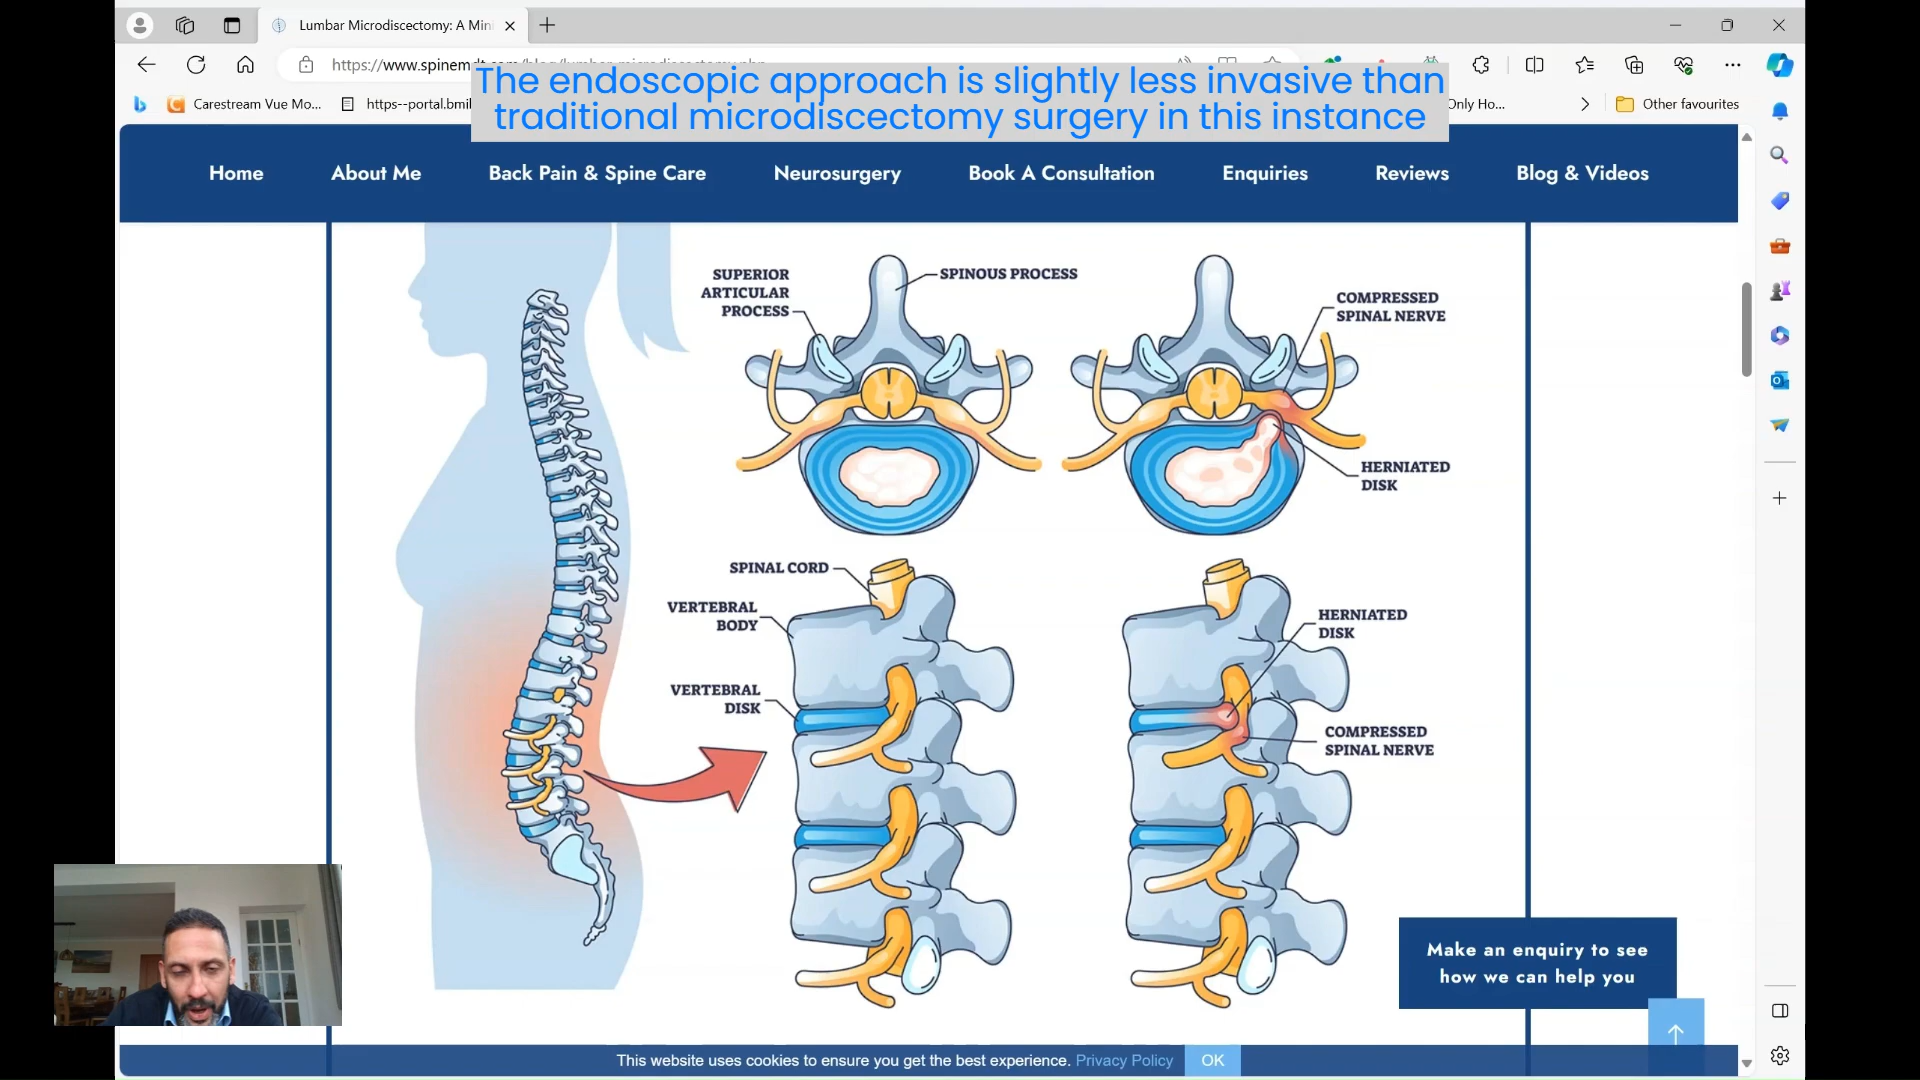 Lumbar Microdiscectomy: A Mini
https://www.spinem
Carestream Vue Mo...
https--portal.bmi
Only Ho...
Other favourites
The endoscopic approach is slightly less invasive than
traditional microdiscectomy surgery in this instance
Home
About Me
Back Pain & Spine Care
Neurosurgery
Book A Consultation
Enquiries
Reviews
Blog & Videos
SUPERIOR
ARTICULAR
PROCESS
SPINOUS PROCESS
COMPRESSED
SPINAL NERVE
HERNIATED
DISK
SPINAL CORD
VERTEBRAL
BODY
VERTEBRAL
DISK
HERNIATED
DISK
COMPRESSED
SPINAL NERVE
Make an enquiry to see
how we can help you
This website uses cookies to ensure you get the best experience. Privacy Policy
OK